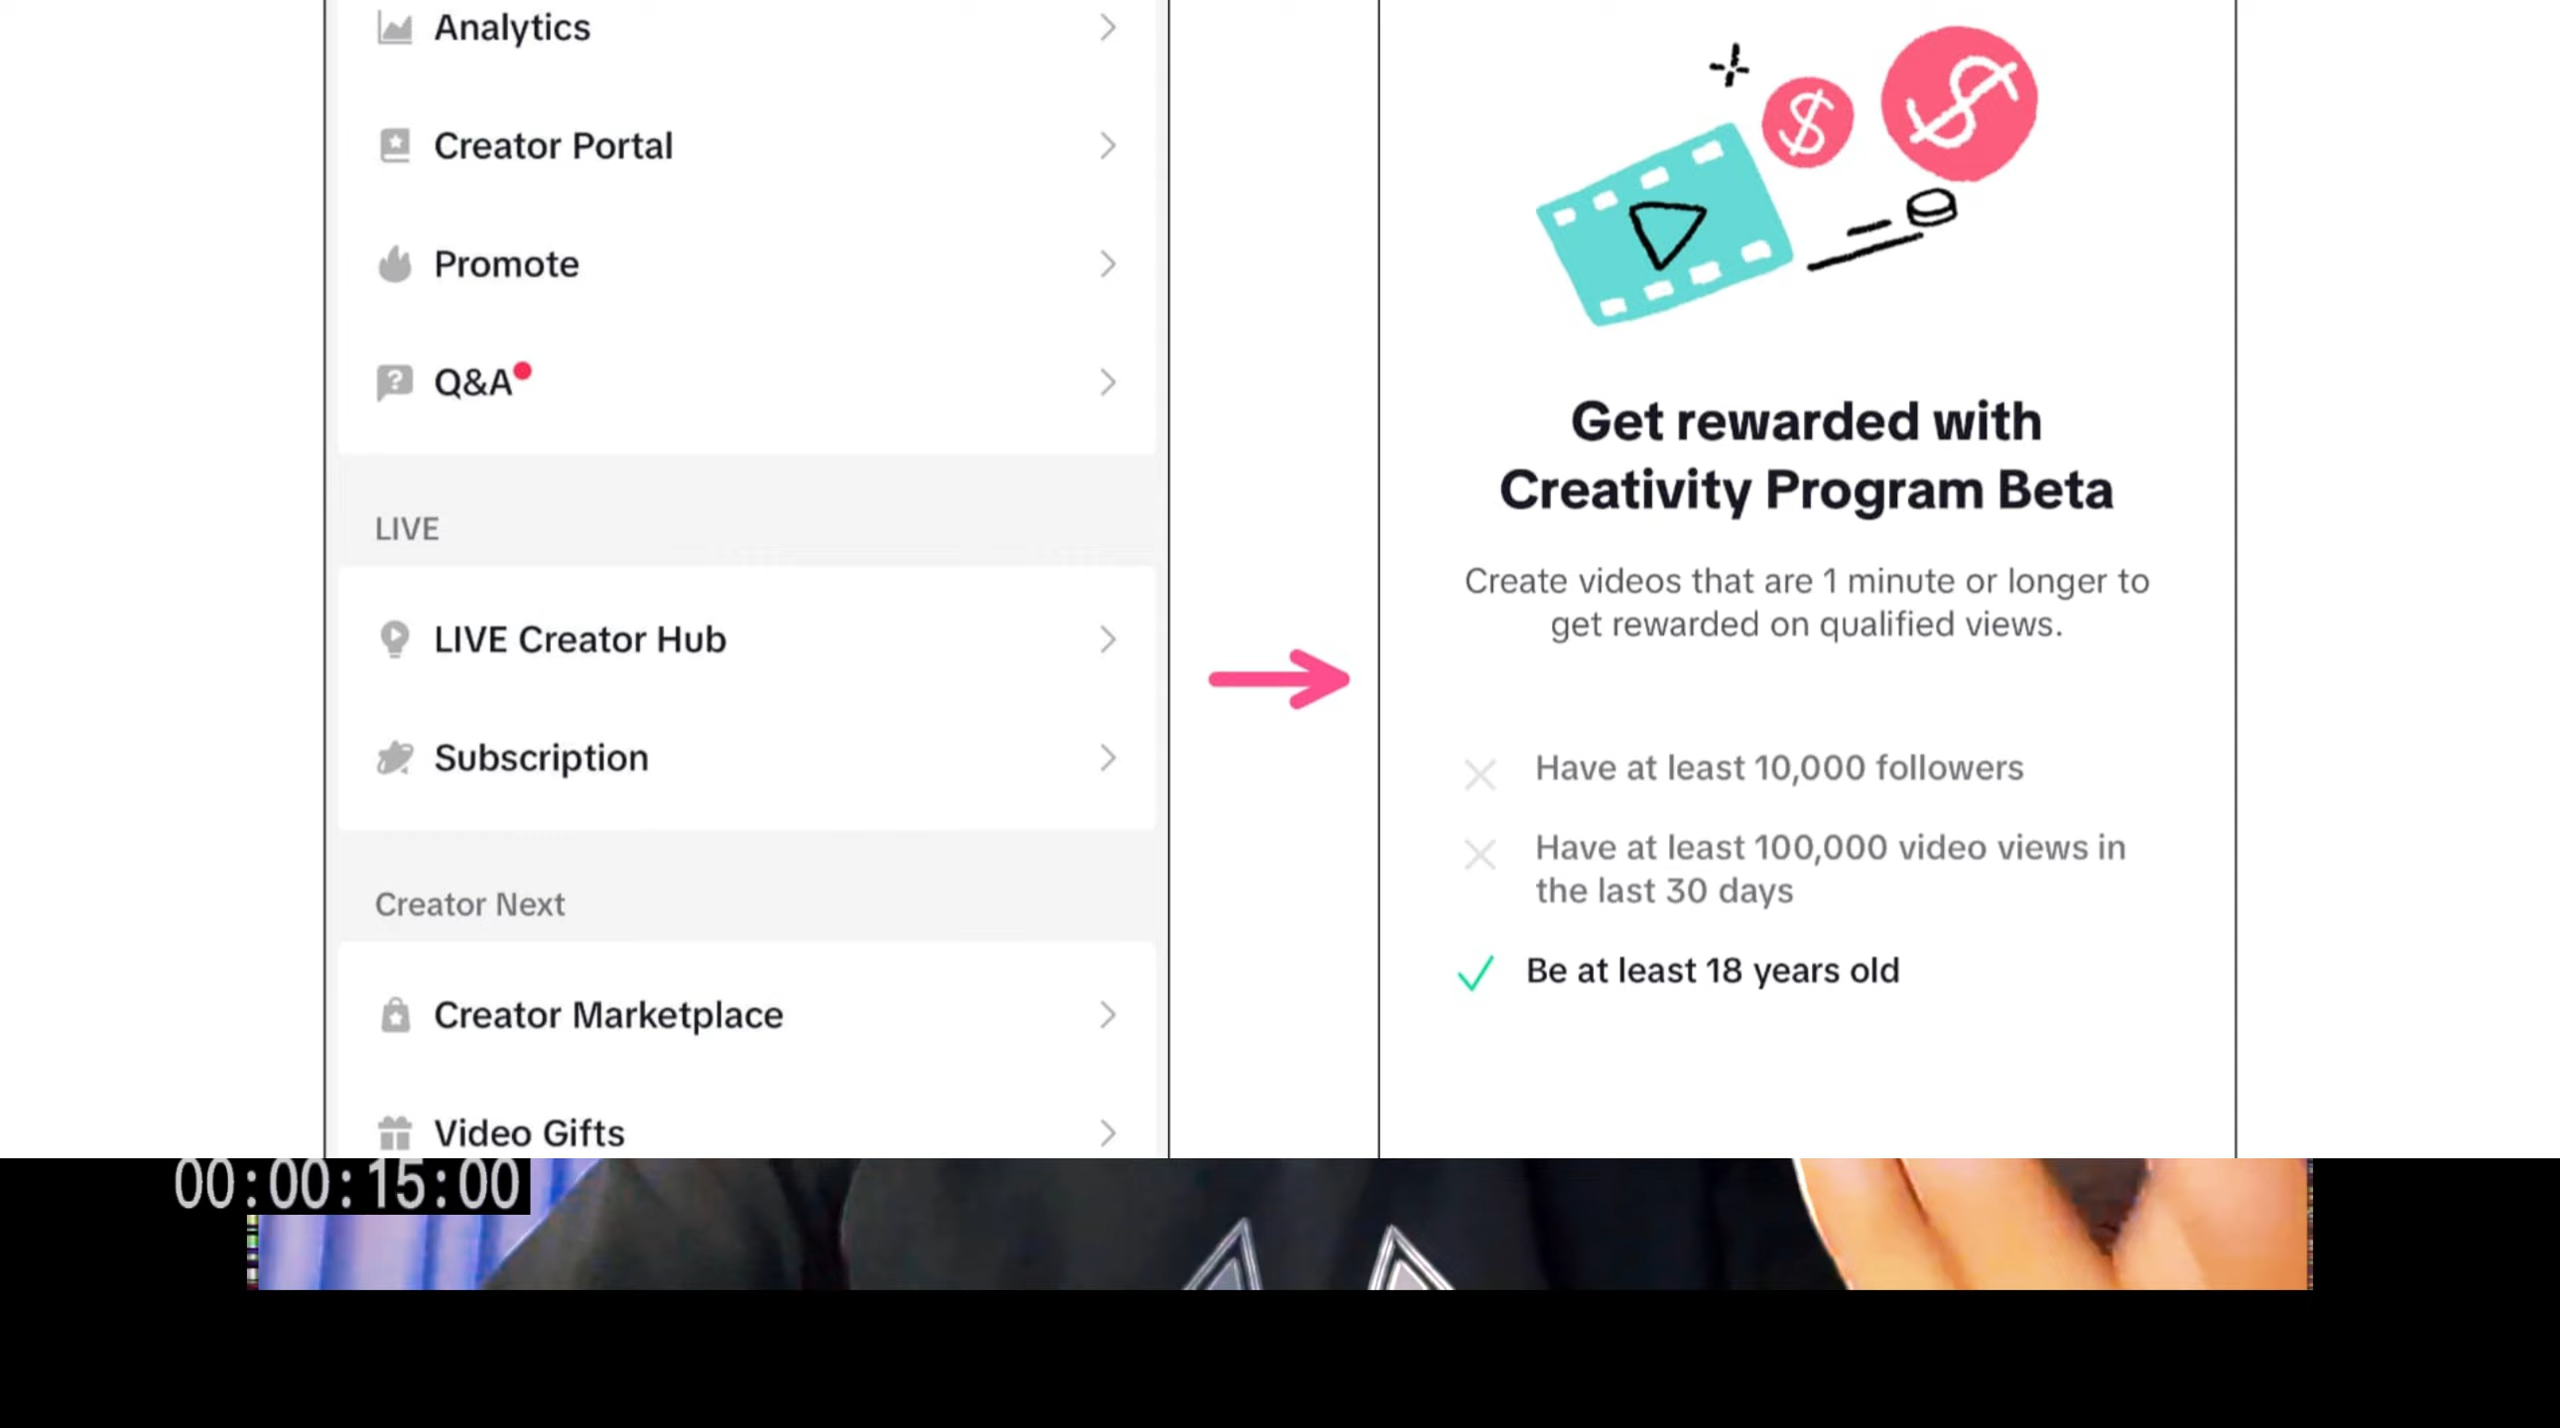 Analytics
Creator Portal
Promote
Q&A
LIVE
LIVE Creator Hub
Subscription
Creator Next
Creator Marketplace
Video Gifts
Get rewarded with
Creativity Program Beta
Create videos that are 1 minute or longer to
get rewarded on qualified views.
Have at least 10,000 followers
Have at least 100,000 video views in
the last 30 days
Be at least 18 years old
00:00:15:00